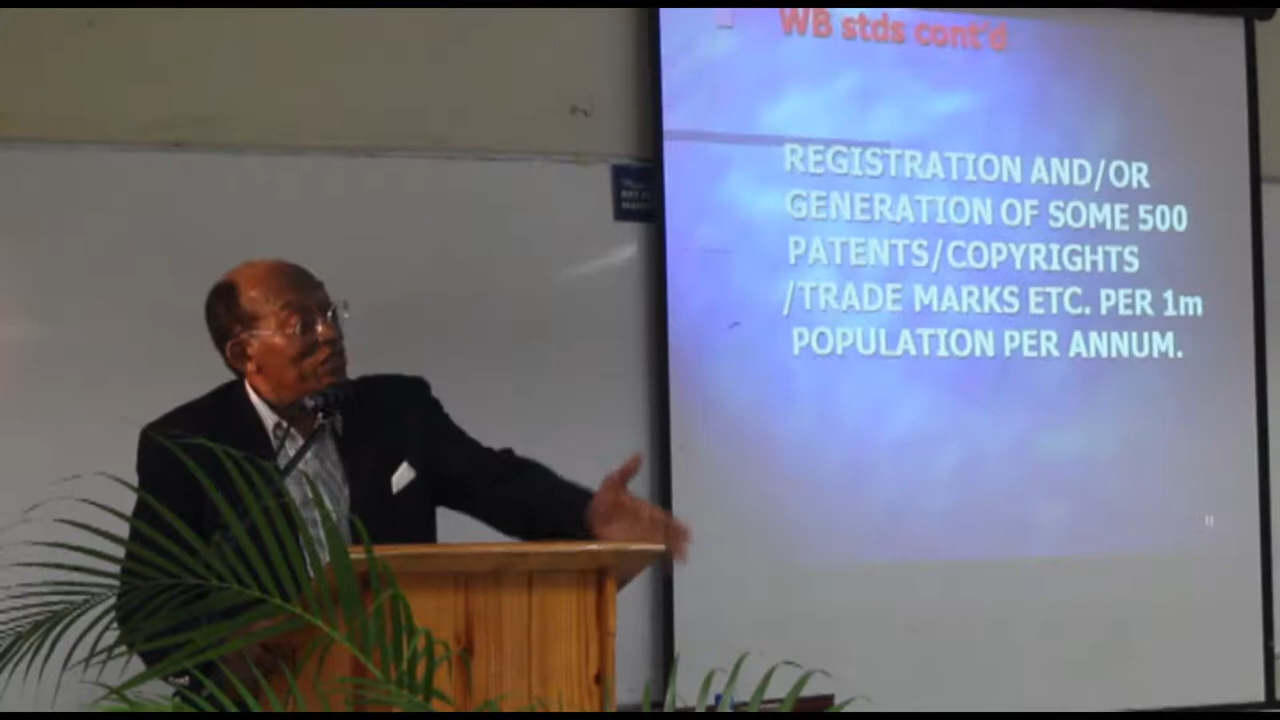 WB stds cont'd
REGISTRATION AND/OR
GENERATION OF SOME 500
PATENTS/COPYRIGHTS
/TRADE MARKS ETC. PER 1m
POPULATION PER ANNUM.
11